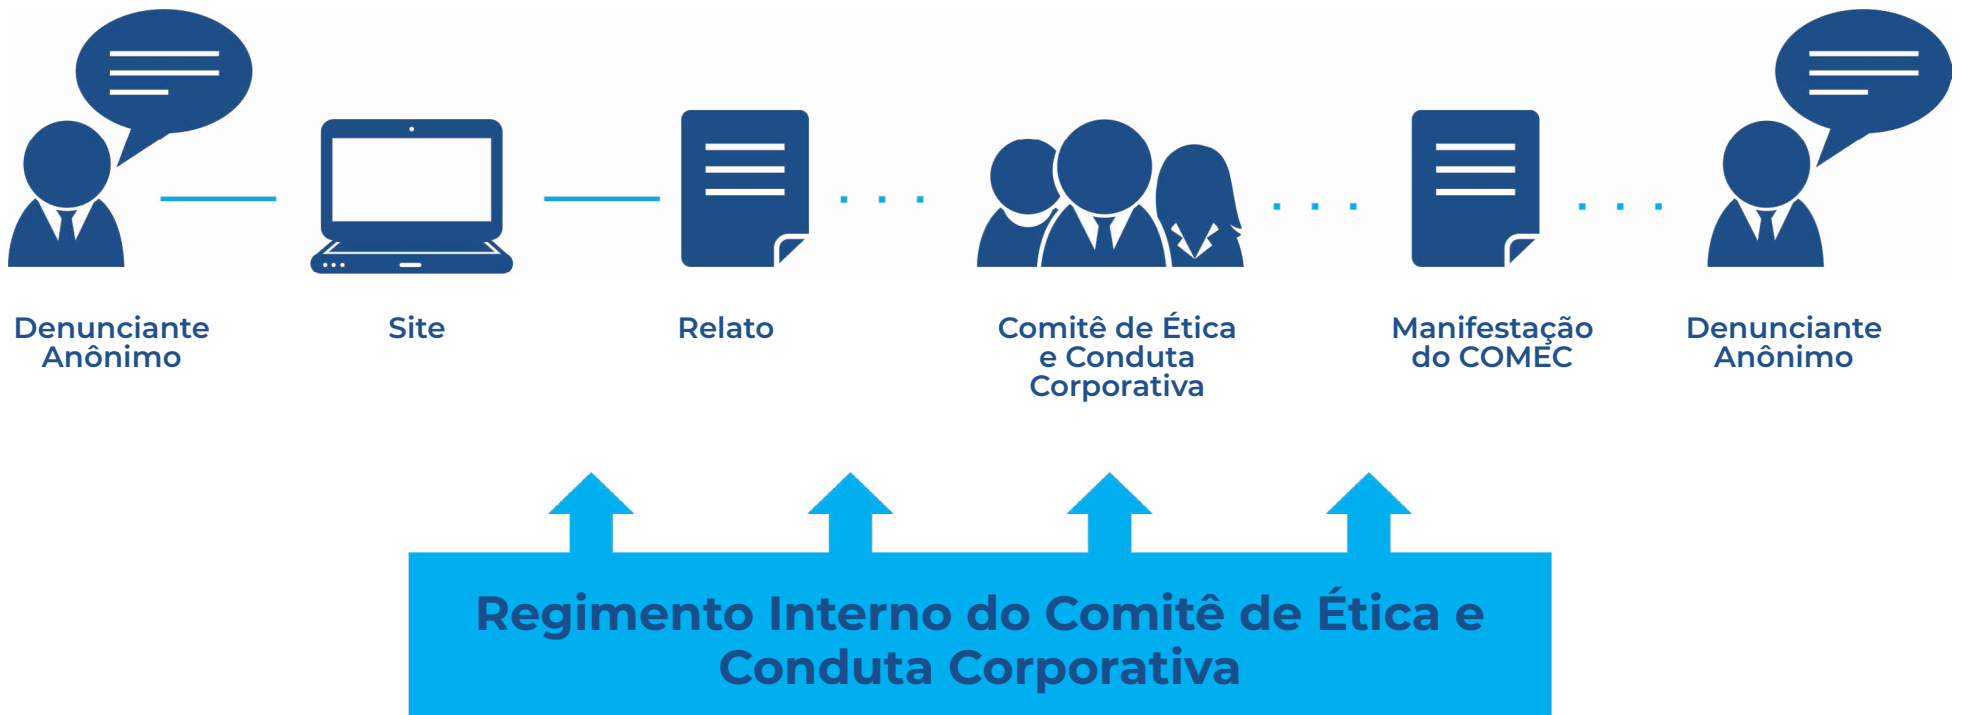 Denunciante
Anônimo
Site
Relato
Comitê de Ética
e Conduta
Corporativa
Manifestação
do COMEC
Denunciante
Anônimo
Regimento Interno do Comitê de Ética e
Conduta Corporativa